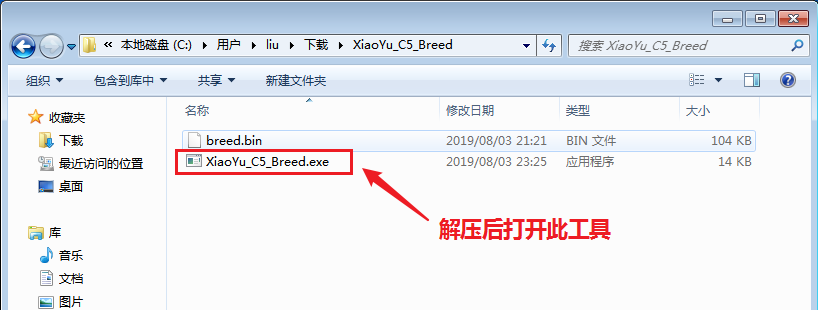 « 本地磁盘 (C:) 用户 liu 下载 XiaoYu_C5_Breed 搜索 XiaoYu_C5_Breed
组织 包含到库中 共享 新建文件夹
收藏夹
下载
最近访问的位置
桌面
库
音乐
文档
图片
名称 修改日期 类型 大小
breed.bin 2019/08/03 21:21 BIN 文件 104 KB
XiaoYu_C5_Breed.exe 2019/08/03 23:25 应用程序 14 KB
解压后打开此工具